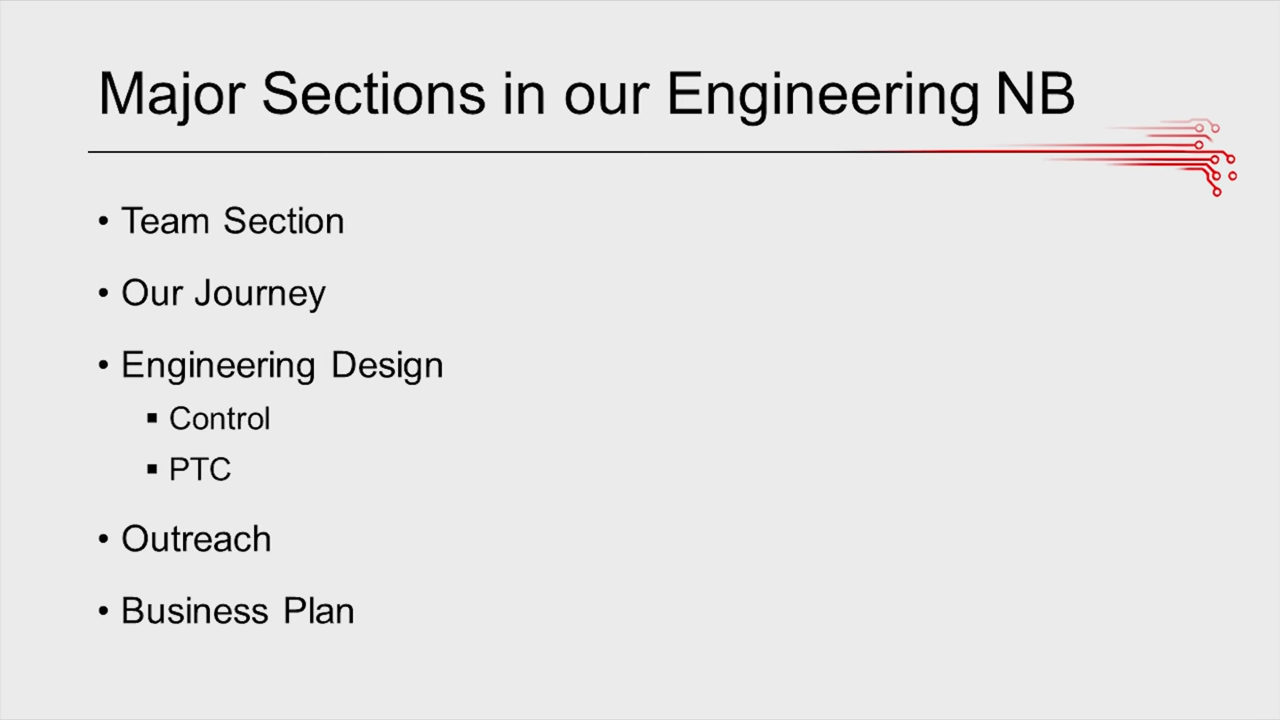 Major Sections in our Engineering NB
• Team Section
• Our Journey
• Engineering Design
▪ Control
▪ PTC
• Outreach
• Business Plan